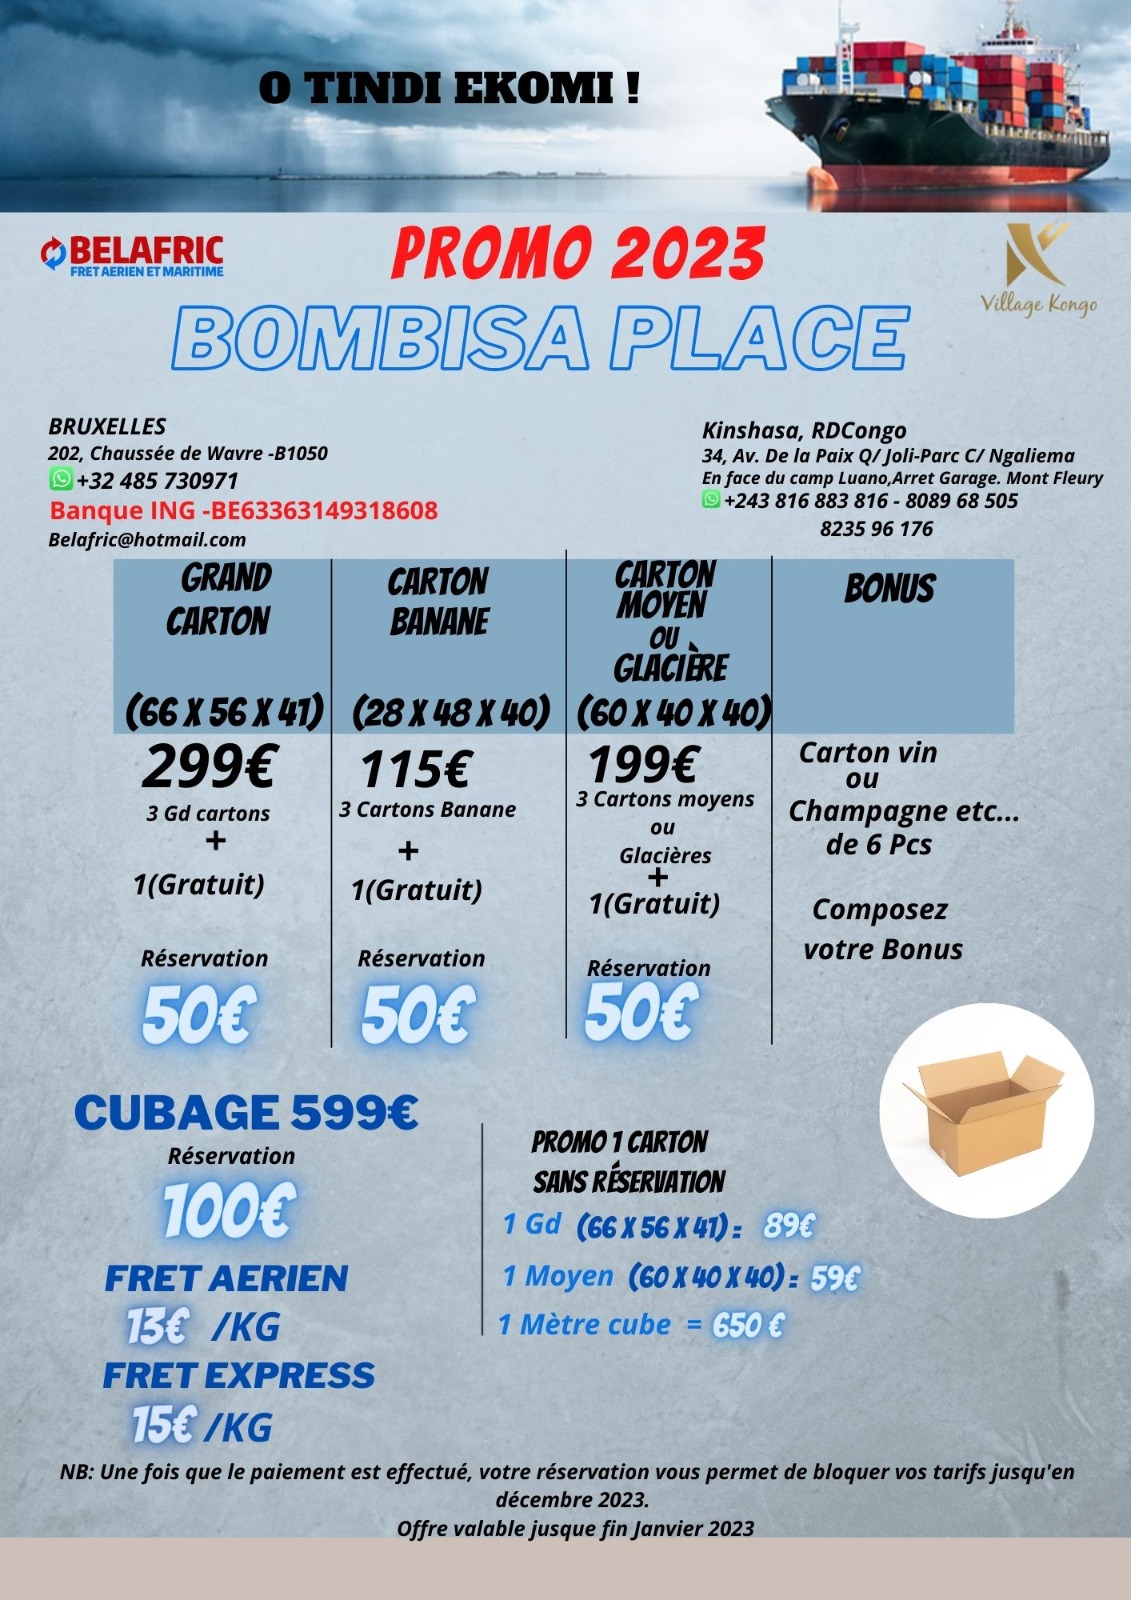 O TINDI EKOMI !
BELAFRIC
FRET AERIEN ET MARITIME
PROMO 2023
Village Kongo
BOMBISA PLACE
BRUXELLES
202, Chaussée de Wavre -B1050
+32 485 730971
Banque ING -BE63363149318608
Belafric@hotmail.com
Kinshasa, RDCongo
34, Av. De la Paix Q/ Joli-Parc C/ Ngaliema
En face du camp Luano,Arret Garage. Mont Fleury
+243 816 883 816 - 8089 68 505
8235 96 176
GRAND
CARTON
(66 X 56 X 41)
299€
3 Gd cartons
+
1(Gratuit)
Réservation
50€
CARTON
BANANE
(28 X 48 X 40)
115€
3 Cartons Banane
+
1(Gratuit)
Réservation
50€
CARTON
MOYEN
OU
GLACIÈRE
(60 X 40 X 40)
199€
3 Cartons moyens
ou
Glacières
+
1(Gratuit)
Réservation
50€
BONUS
Carton vin
ou
Champagne etc...
de 6 Pcs
Composez
votre Bonus
CUBAGE 599€
Réservation
100€
FRET AERIEN
13€ /KG
FRET EXPRESS
15€ /KG
PROMO 1 CARTON
SANS RÉSERVATION
1 Gd (66 X 56 X 41) = 89€
1 Moyen (60 X 40 X 40) = 59€
1 Mètre cube = 650 €
NB: Une fois que le paiement est effectué, votre réservation vous permet de bloquer vos tarifs jusqu'en
décembre 2023.
Offre valable jusque fin Janvier 2023